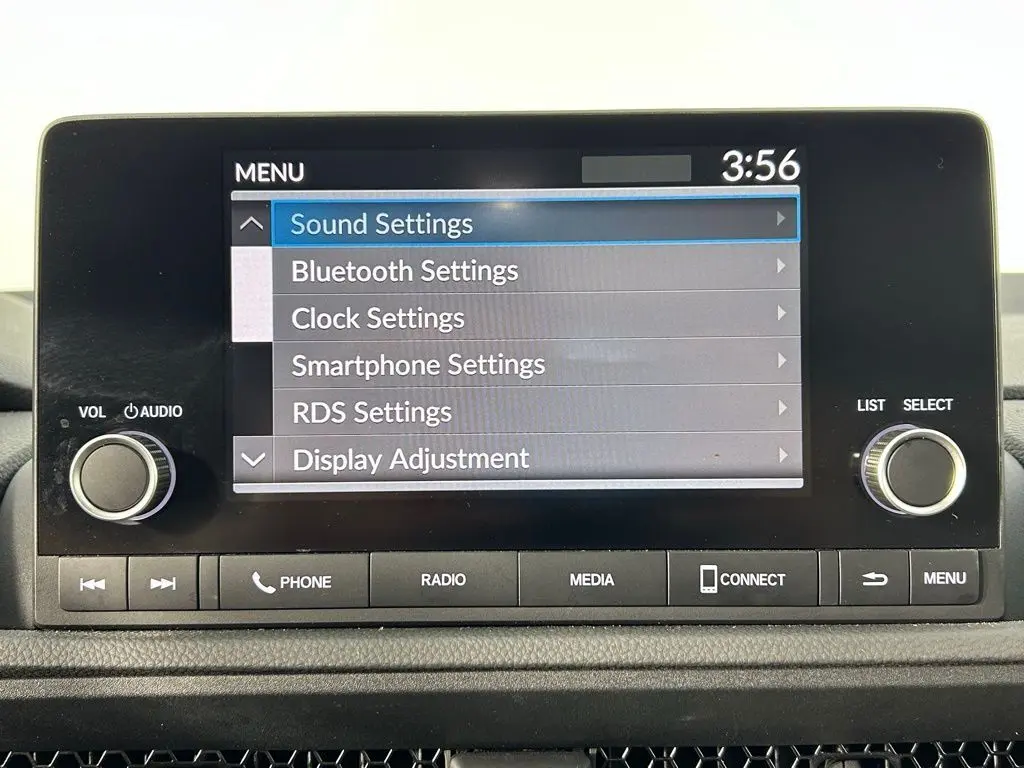 MENU 3:56
Sound Settings
Bluetooth Settings
Clock Settings
Smartphone Settings
RDS Settings
Display Adjustment
VOL AUDIO
LIST SELECT
PHONE RADIO MEDIA CONNECT MENU